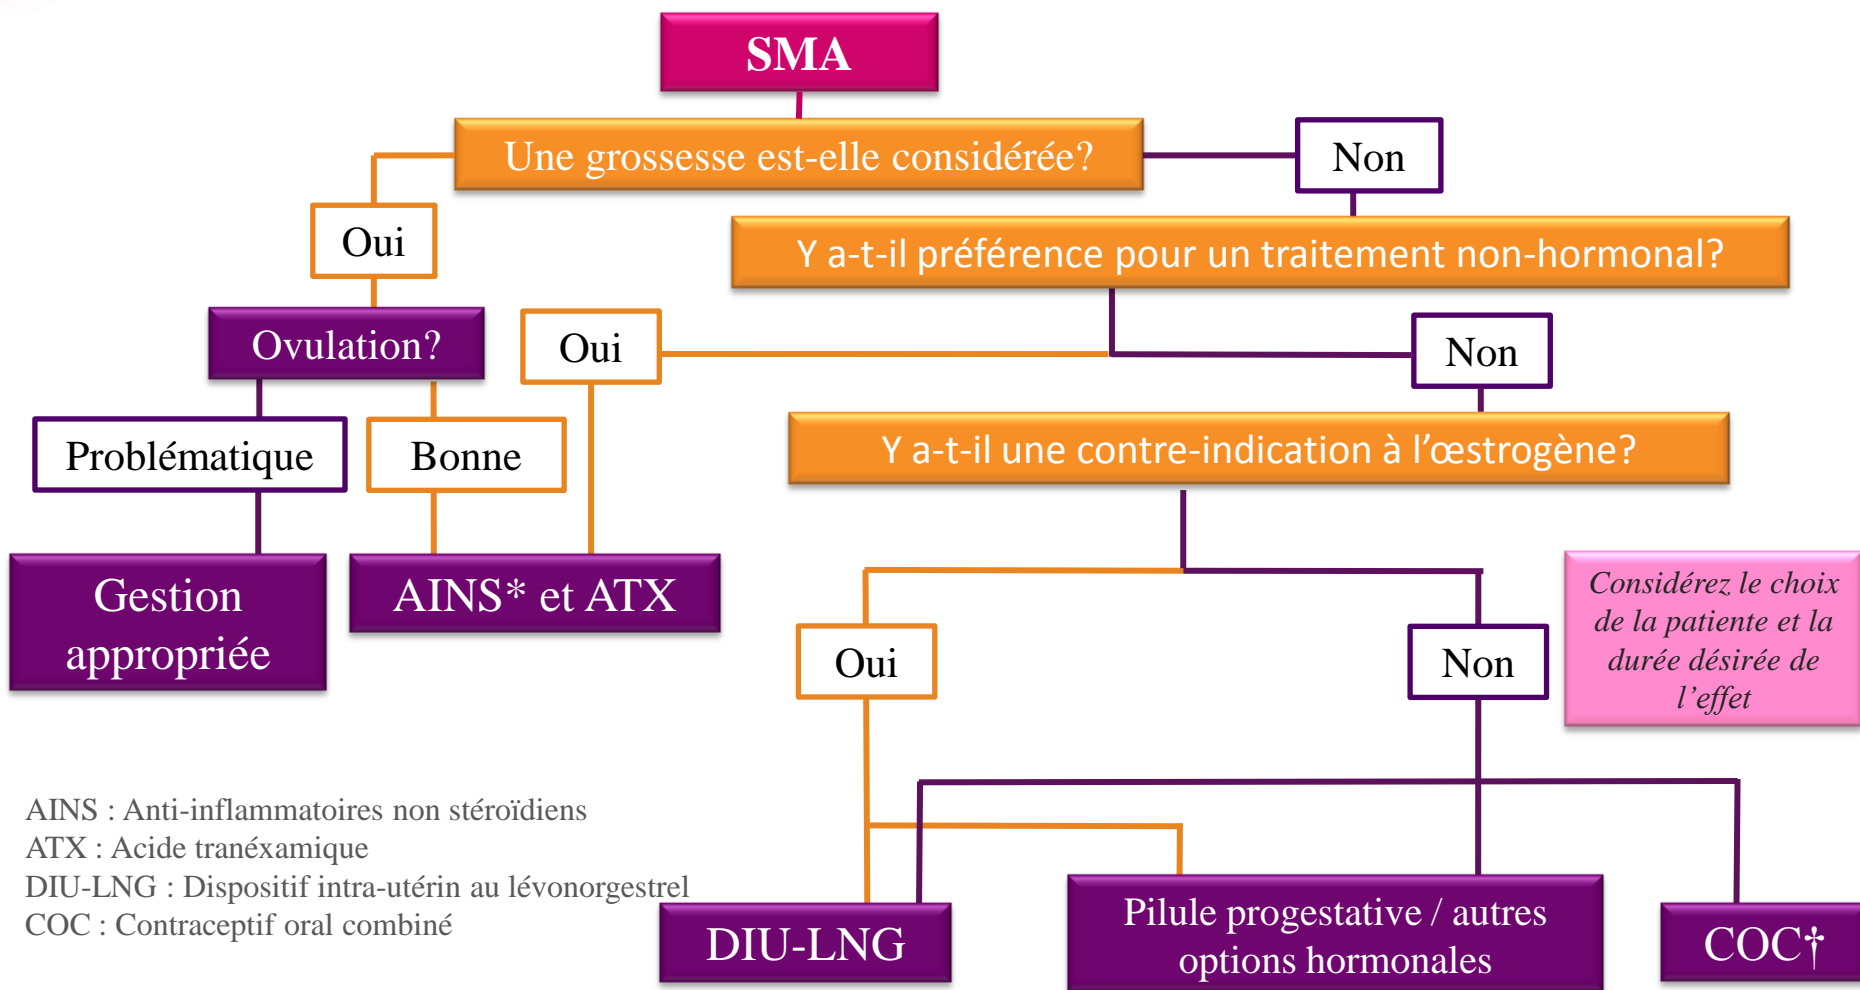 SMA
Une grossesse est-elle considérée?
Non
Oui
Y a-t-il préférence pour un traitement non-hormonal?
Ovulation?
Oui
Non
Problématique
Bonne
Y a-t-il une contre-indication à l’œstrogène?
Gestion
appropriée
AINS* et ATX
Considérez le choix
de la patiente et la
durée désirée de
l’effet
Oui
Non
AINS : Anti-inflammatoires non stéroïdiens
ATX : Acide tranéxamique
DIU-LNG : Dispositif intra-utérin au lévonorgestrel
COC : Contraceptif oral combiné
DIU-LNG
Pilule progestative / autres
options hormonales
COC†